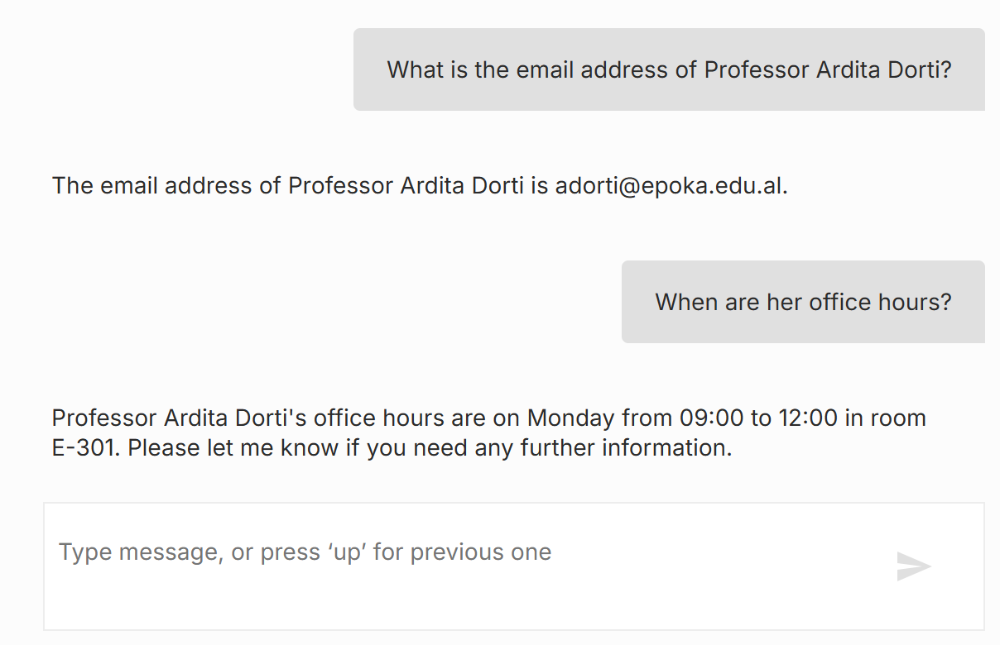 What is the email address of Professor Ardita Dorti?
The email address of Professor Ardita Dorti is adorti@epoka.edu.al.
When are her office hours?
Professor Ardita Dorti's office hours are on Monday from 09:00 to 12:00 in room
E-301. Please let me know if you need any further information.
Type message, or press ‘up’ for previous one